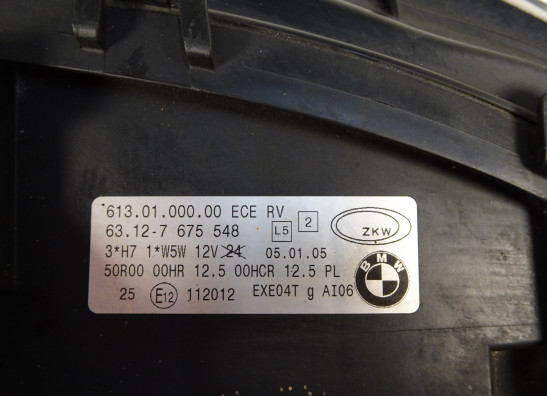 613.01.000.00 ECE RV
63.12-7 675 548 L5 2 ZKW
3*H7 1*W5W 12V 24 05.01.05
50R00 00HR 12.5 00HCR 12.5 PL
25 E12 112012 EXE04T g AI06
BMW